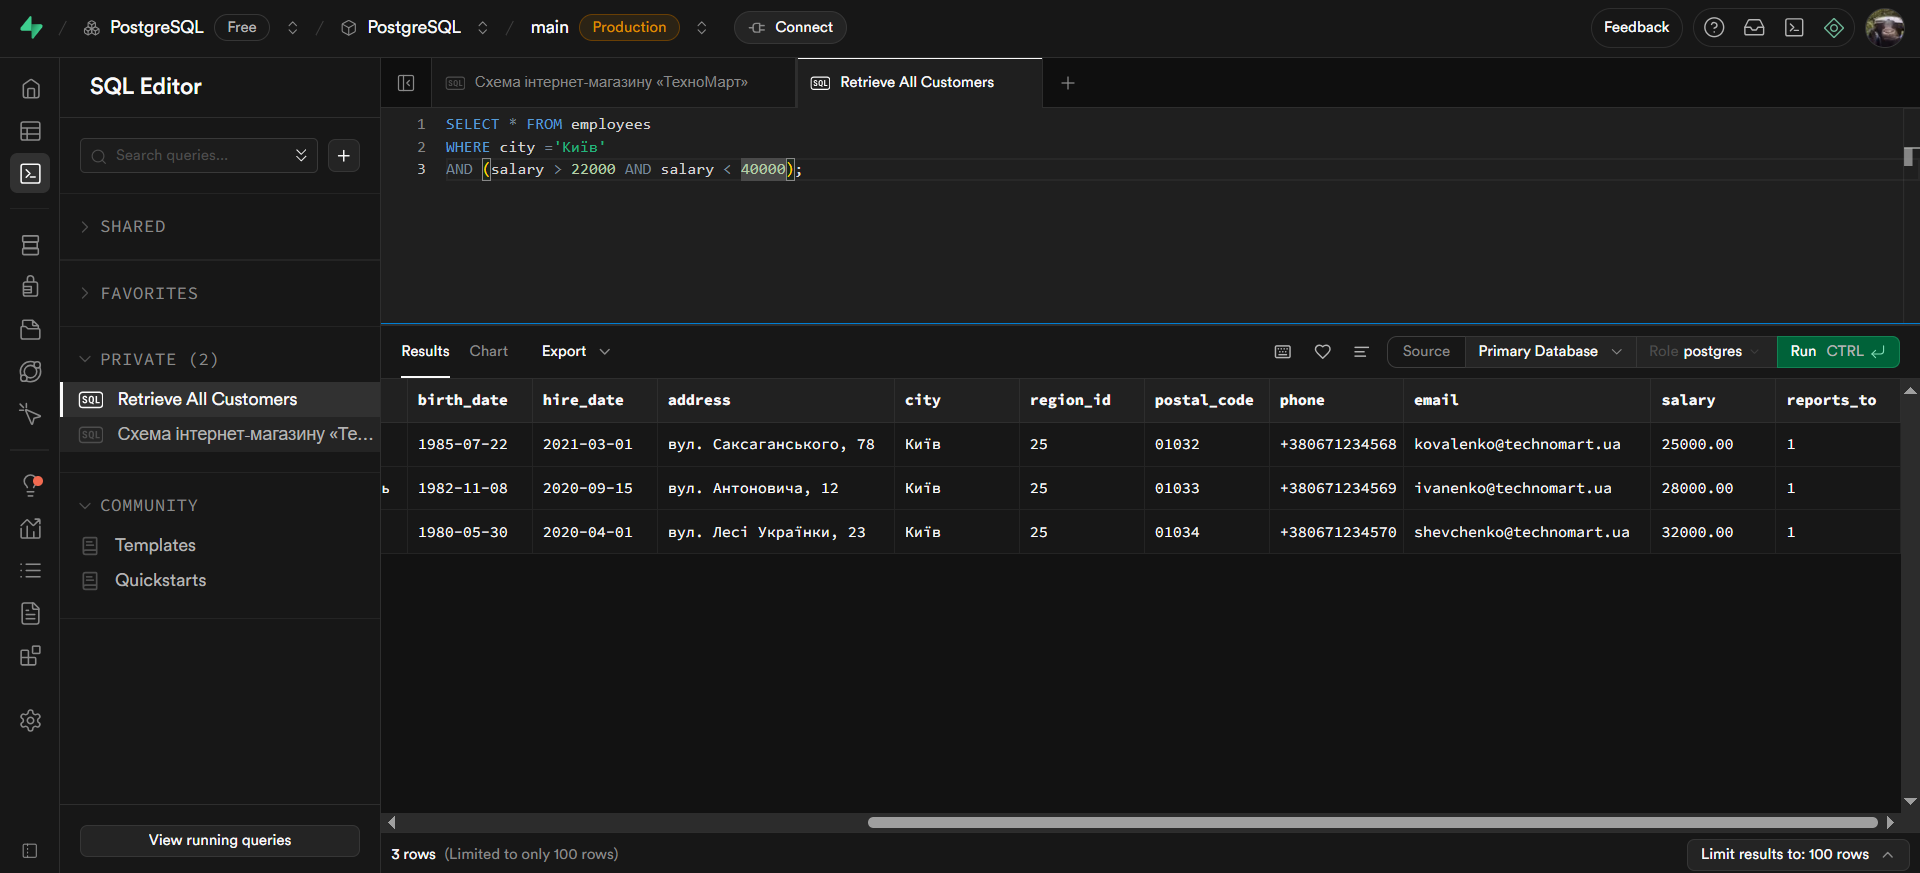 PostgreSQL Free / PostgreSQL / main Production Connect Feedback
SQL Editor
Search queries...
SHARED
FAVORITES
PRIVATE (2)
SQL Retrieve All Customers
SQL Схема інтернет-магазину «Те...
COMMUNITY
Templates
Quickstarts
View running queries
SQL Схема інтернет-магазину «ТехноМарт» SQL Retrieve All Customers
1 SELECT * FROM employees
2 WHERE city ='Київ'
3 AND (salary > 22000 AND salary < 40000);
Results Chart Export Source Primary Database Role postgres Run CTRL
birth_date hire_date address city region_id postal_code phone email salary reports_to
1985-07-22 2021-03-01 вул. Саксаганського, 78 Київ 25 01032 +380671234568 kovalenko@technomart.ua 25000.00 1
ь 1982-11-08 2020-09-15 вул. Антоновича, 12 Київ 25 01033 +380671234569 ivanenko@technomart.ua 28000.00 1
1980-05-30 2020-04-01 вул. Лесі Українки, 23 Київ 25 01034 +380671234570 shevchenko@technomart.ua 32000.00 1
3 rows (Limited to only 100 rows) Limit results to: 100 rows